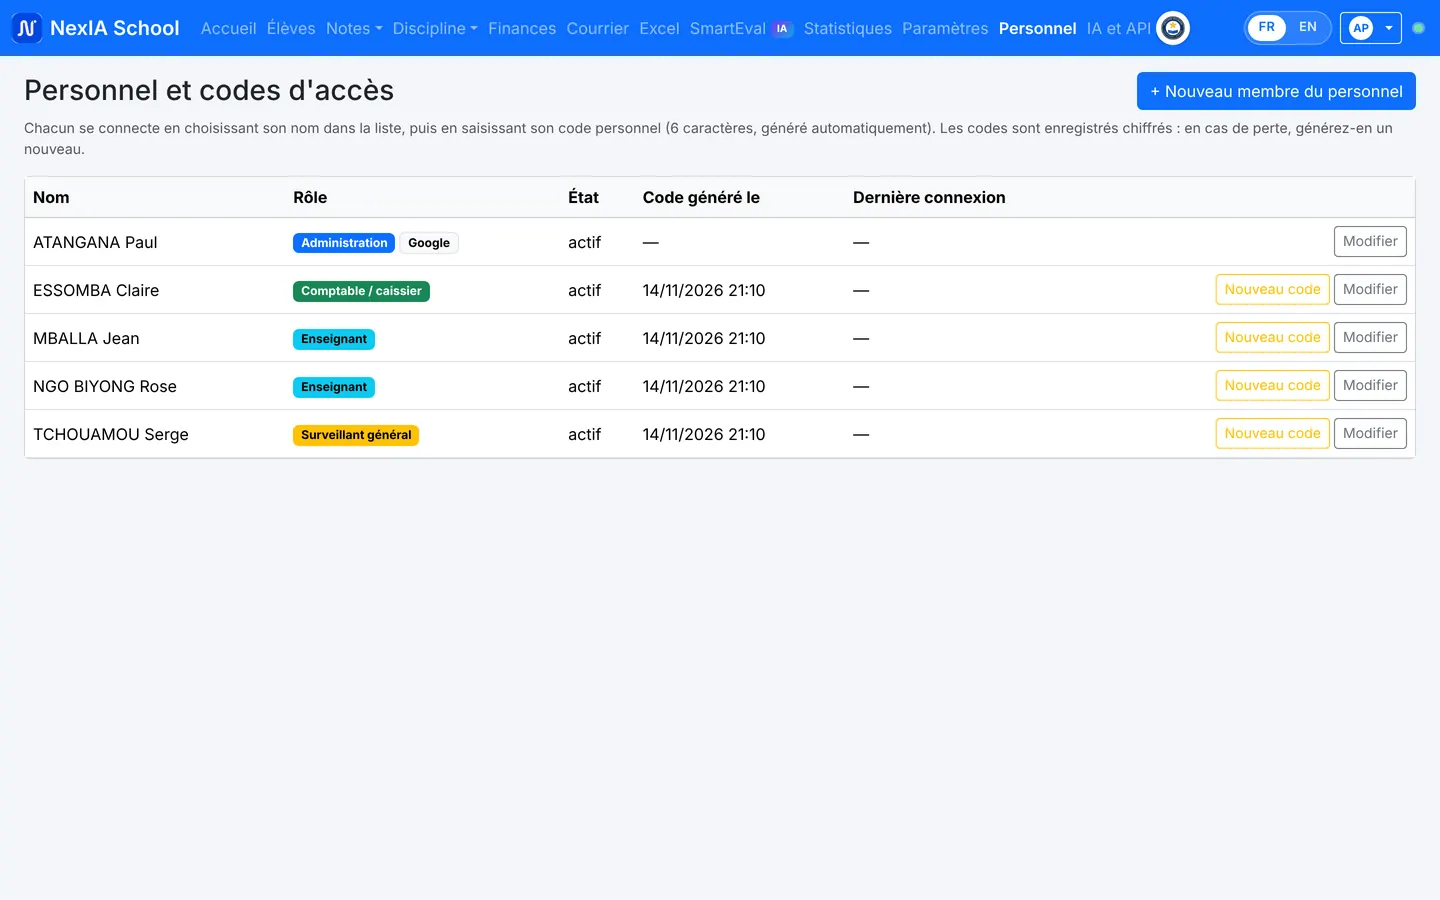 NexIA School Accueil Élèves Notes Discipline Finances Courrier Excel SmartEval IA Statistiques Paramètres Personnel IA et API FR EN AP
Personnel et codes d'accès
+ Nouveau membre du personnel
Chacun se connecte en choisissant son nom dans la liste, puis en saisissant son code personnel (6 caractères, généré automatiquement). Les codes sont enregistrés chiffrés : en cas de perte, générez-en un
nouveau.
Nom Rôle État Code généré le Dernière connexion
ATANGANA Paul Administration Google actif — — Modifier
ESSOMBA Claire Comptable / caissier actif 14/11/2026 21:10 — Nouveau code Modifier
MBALLA Jean Enseignant actif 14/11/2026 21:10 — Nouveau code Modifier
NGO BIYONG Rose Enseignant actif 14/11/2026 21:10 — Nouveau code Modifier
TCHOUAMOU Serge Surveillant général actif 14/11/2026 21:10 — Nouveau code Modifier